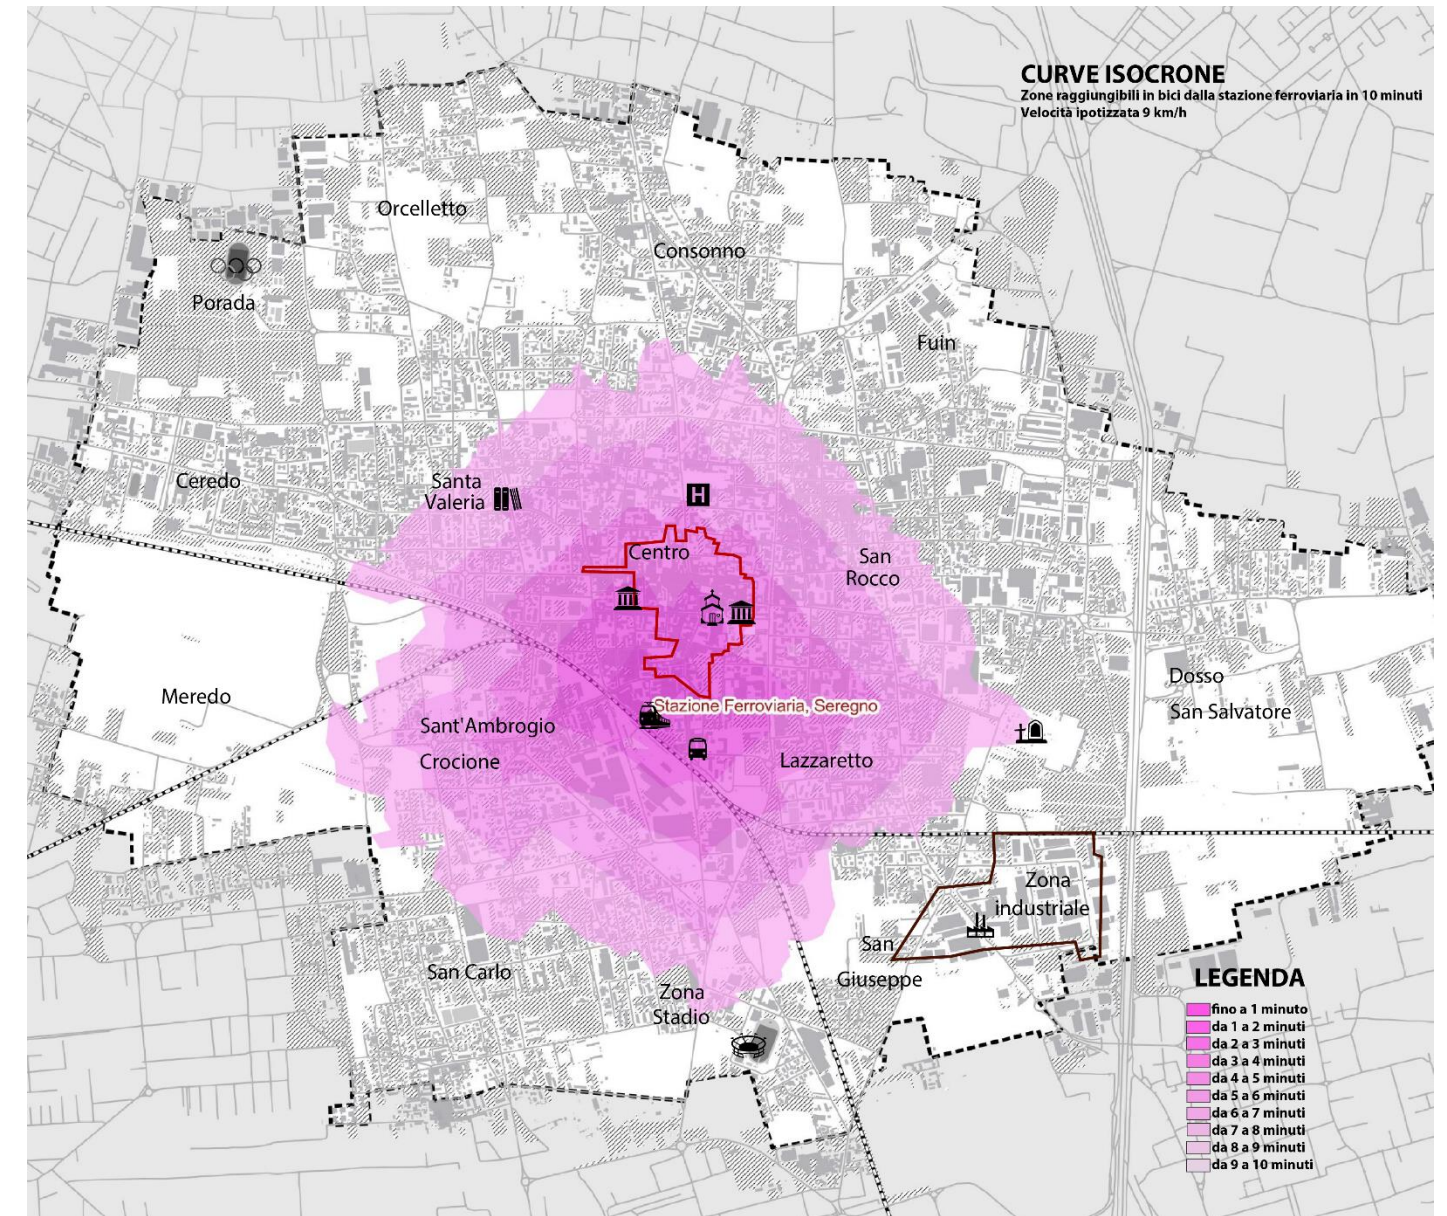 CURVE ISOCRONE
Zone raggiungibili in bici dalla stazione ferroviaria in 10 minuti
Velocità ipotizzata 9 km/h
Orcelletto
Consonno
Porada
Fuin
Ceredo
Santa
Valeria
H
Centro
San
Rocco
Meredo
Dosso
San Salvatore
Stazione Ferroviaria, Seregno
Sant'Ambrogio
Crocione
Lazzaretto
Zona
industriale
San
Giuseppe
San Carlo
Zona
Stadio
LEGENDA
fino a 1 minuto
da 1 a 2 minuti
da 2 a 3 minuti
da 3 a 4 minuti
da 4 a 5 minuti
da 5 a 6 minuti
da 6 a 7 minuti
da 7 a 8 minuti
da 8 a 9 minuti
da 9 a 10 minuti